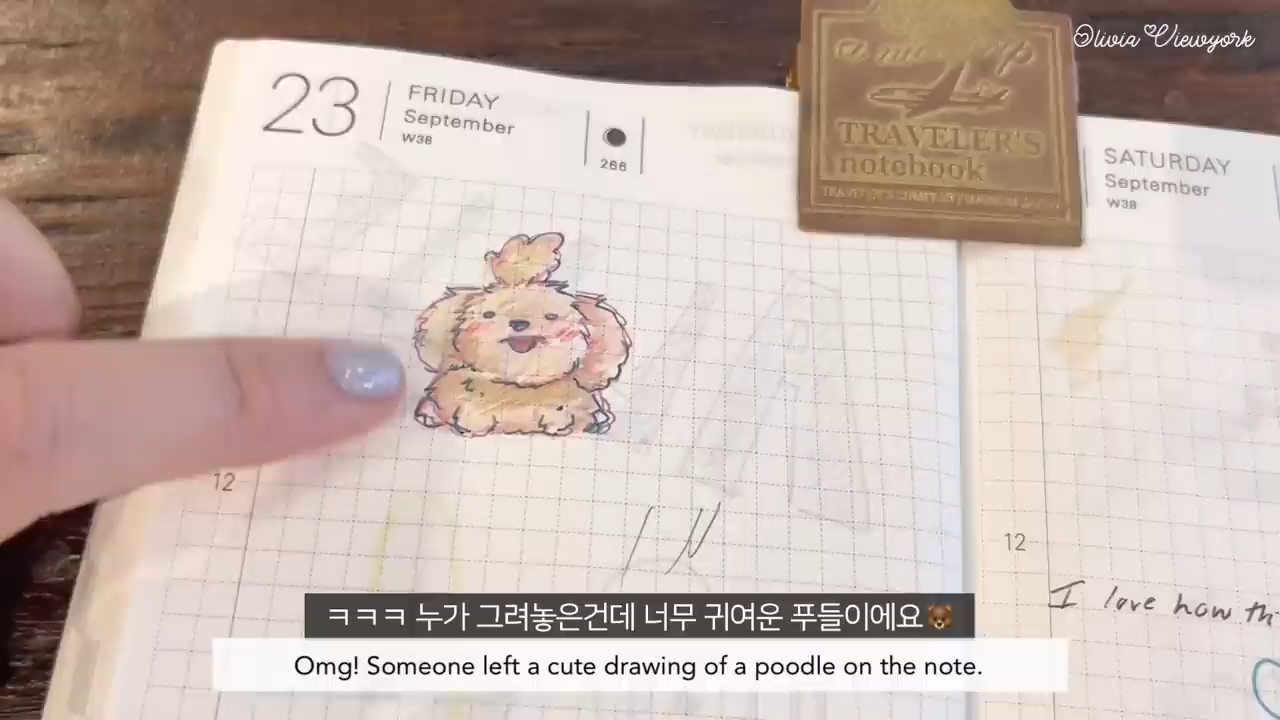 Olivia Viewyork
23
FRIDAY
September
W38
266
TRAVELER'S
notebook
SATURDAY
September
W38
12
12
I love how th
ㅋㅋㅋ 누가 그려놓은건데 너무 귀여운 푸들이에요🐻
Omg! Someone left a cute drawing of a poodle on the note.